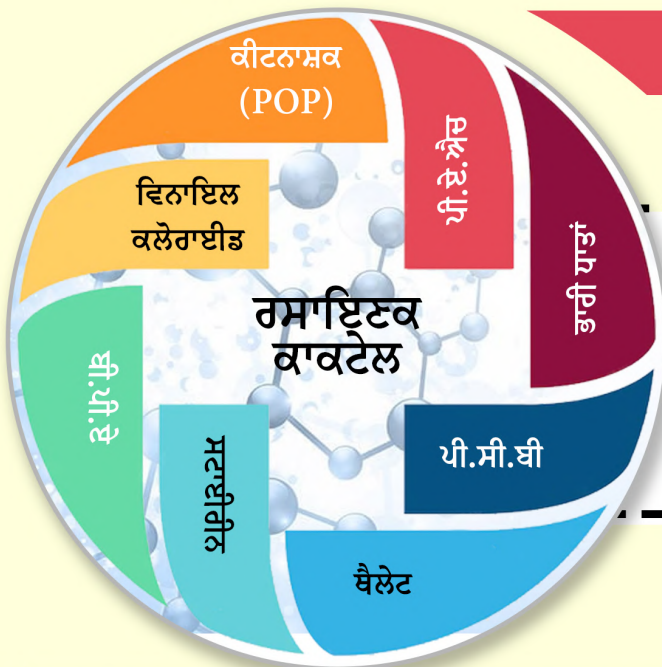 ਕੀਟਨਾਸ਼ਕ
(POP)
ਪੀ.ਏ.ਐਚ
ਭਾਰੀ ਧਾਤਾਂ
ਵਿਨਾਇਲ
ਕਲੋਰਾਈਡ
ਰਸਾਇਣਕ
ਕਾਕਟੇਲ
ਬੀ.ਪੀ.ਏ
ਸਟਾਈਰੀਨ
ਪੀ.ਸੀ.ਬੀ
ਥੈਲੇਟ